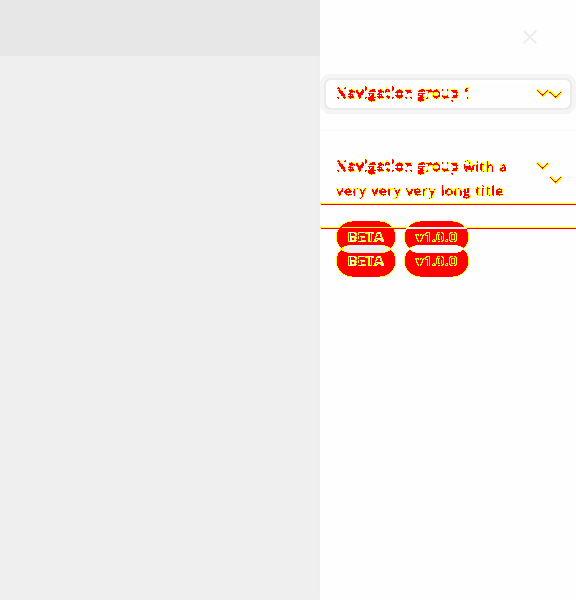 Navigation group 1
Navigation group with a
very very very long title
BETA v1.0.0
BETA v1.0.0